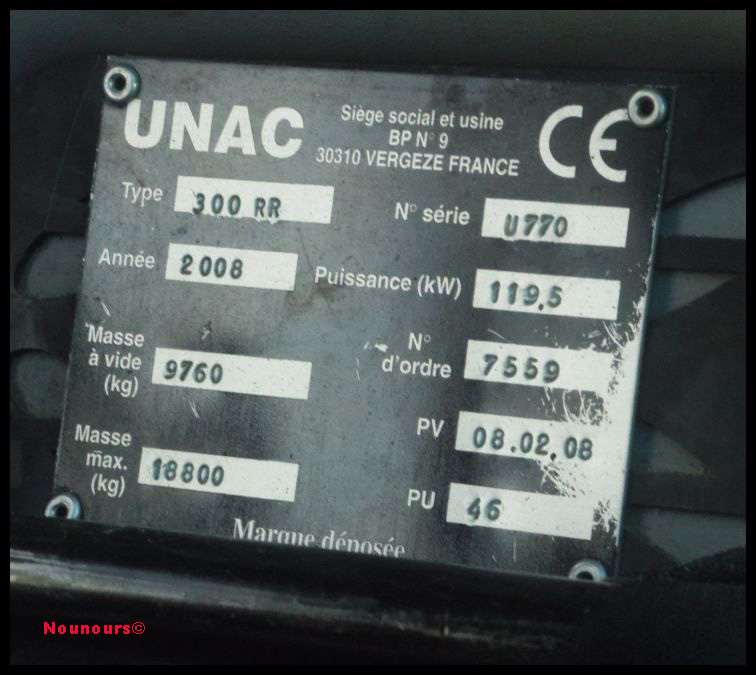 UNAC
Siège social et usine
BP N° 9
30310 VERGEZE FRANCE
CE
Type 300 RR
N° série U770
Année 2008
Puissance (kW) 119,5
Masse
à vide
(kg) 9760
N°
d'ordre 7559
PV 08.02.08
Masse
max.
(kg) 18800
PU 46
Marque déposée
Nounours©